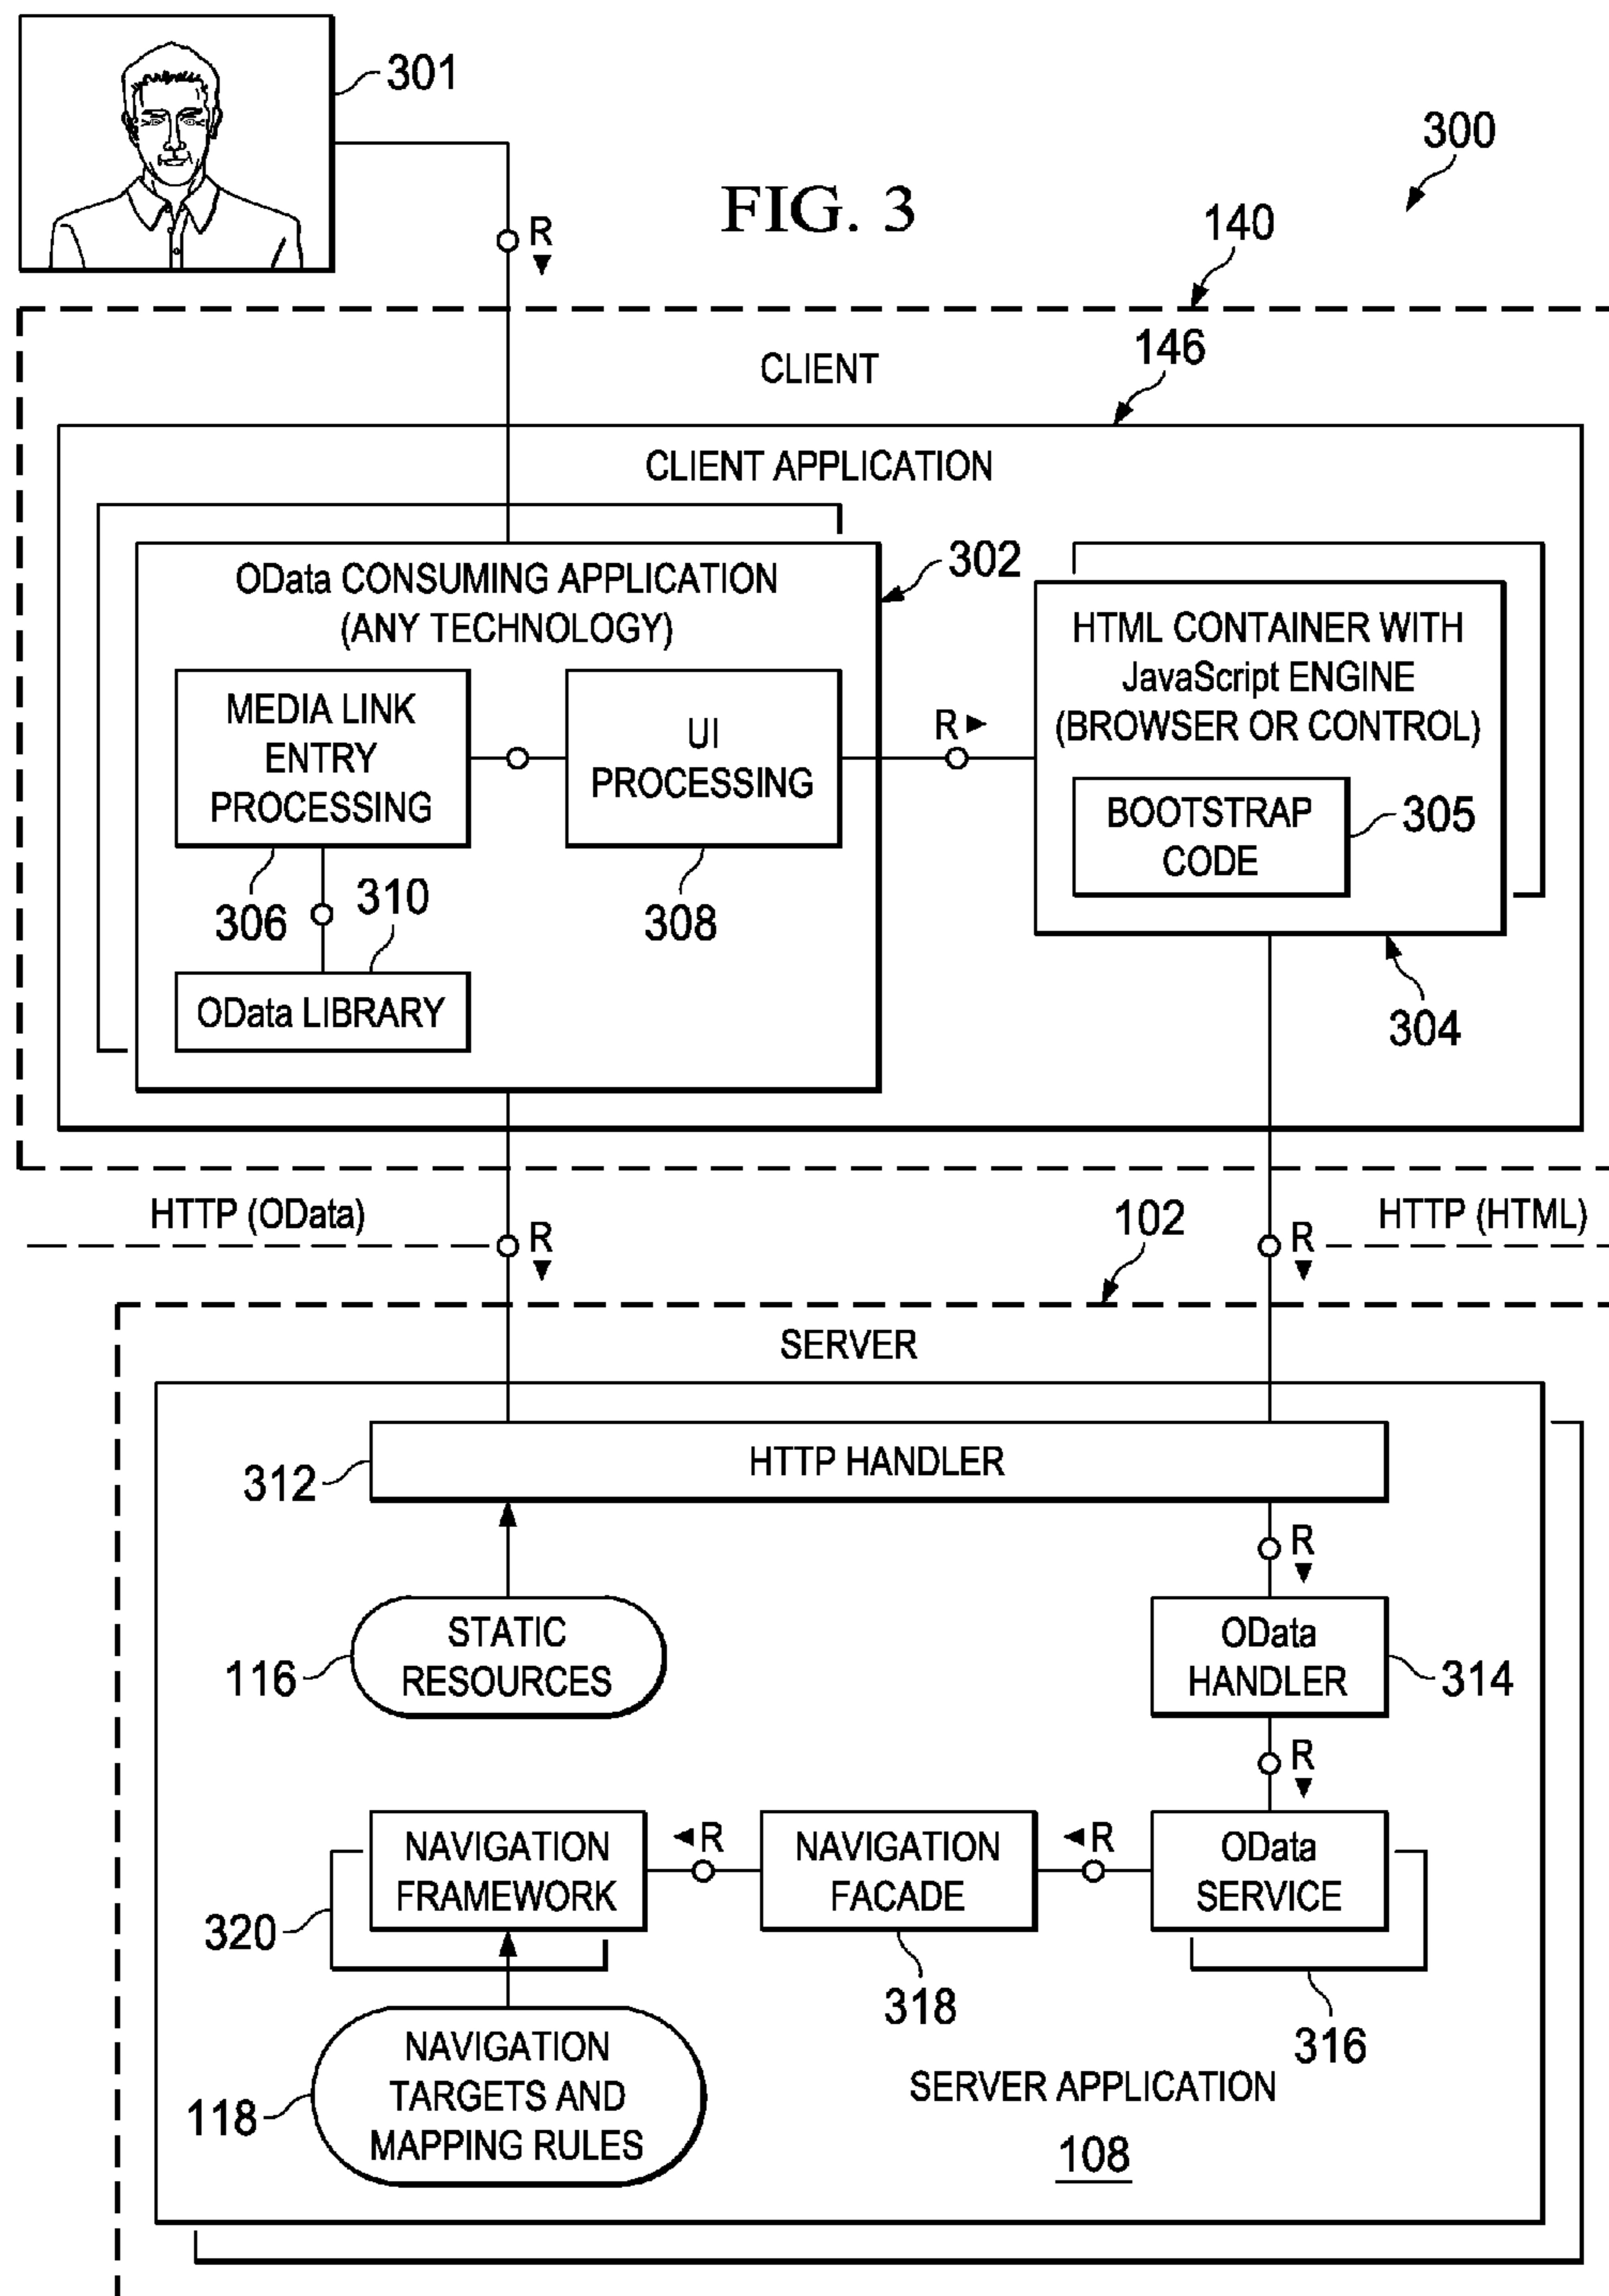 301
300
FIG. 3
R
140
CLIENT
146
CLIENT APPLICATION
OData CONSUMING APPLICATION
(ANY TECHNOLOGY)
302
MEDIA LINK
ENTRY
PROCESSING
UI
PROCESSING
R
HTML CONTAINER WITH
JavaScript ENGINE
(BROWSER OR CONTROL)
BOOTSTRAP
CODE
305
306
310
308
OData LIBRARY
304
HTTP (OData)
R
102
R
HTTP (HTML)
SERVER
312
HTTP HANDLER
R
116
STATIC
RESOURCES
OData
HANDLER
314
R
NAVIGATION
FRAMEWORK
R
NAVIGATION
FACADE
R
OData
SERVICE
320
318
316
118
NAVIGATION
TARGETS AND
MAPPING RULES
SERVER APPLICATION
108